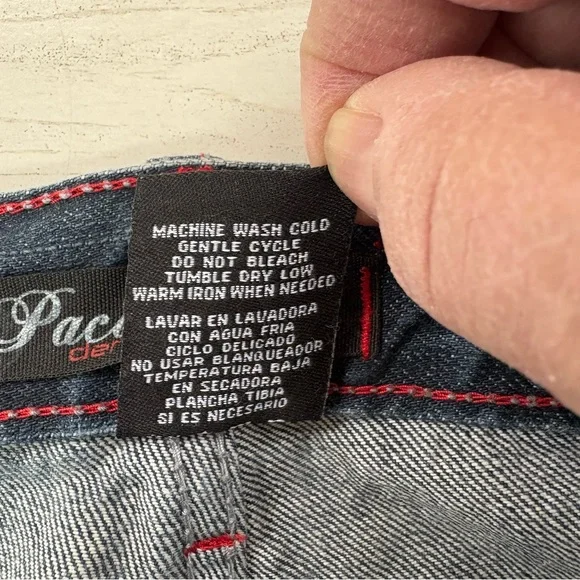 MACHINE WASH COLD
GENTLE CYCLE
DO NOT BLEACH
TUMBLE DRY LOW
WARM IRON WHEN NEEDED
LAVAR EN LAVADORA
CON AGUA FRIA
CICLO DELICADO
NO USAR BLANQUEADOR
TEMPERATURA BAJA
EN SECADORA
PLANCHA TIBIA
SI ES NECESARIO